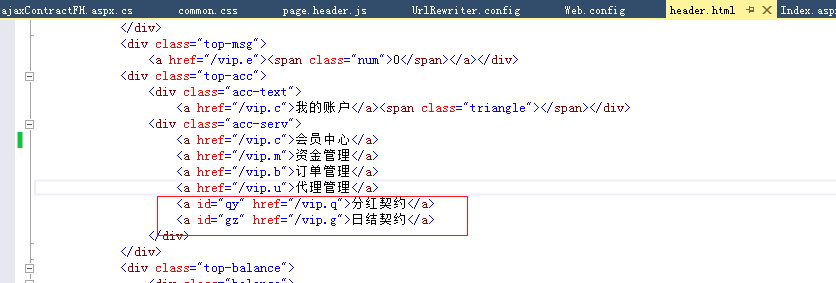 ajaxContractFH.aspx.cs common.css page.header.js UrlRewriter.config Web.config header.html Index.asp
</div>
<div class="top-msg">
<a href="/vip.e"><span class="num">0</span></a></div>
<div class="top-acc">
<div class="acc-text">
<a href="/vip.c">我的账户</a><span class="triangle"></span></div>
<div class="acc-serv">
<a href="/vip.c">会员中心</a>
<a href="/vip.m">资金管理</a>
<a href="/vip.b">订单管理</a>
<a href="/vip.u">代理管理</a>
<a id="qy" href="/vip.q">分红契约</a>
<a id="gz" href="/vip.g">日结契约</a>
</div>
</div>
<div class="top-balance">
<div class="balance">